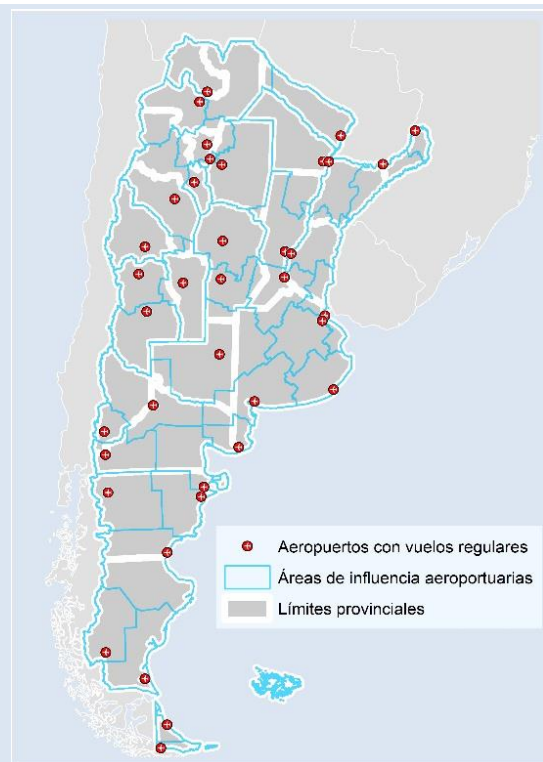 Aeropuertos con vuelos regulares
Áreas de influencia aeroportuarias
Límites provinciales